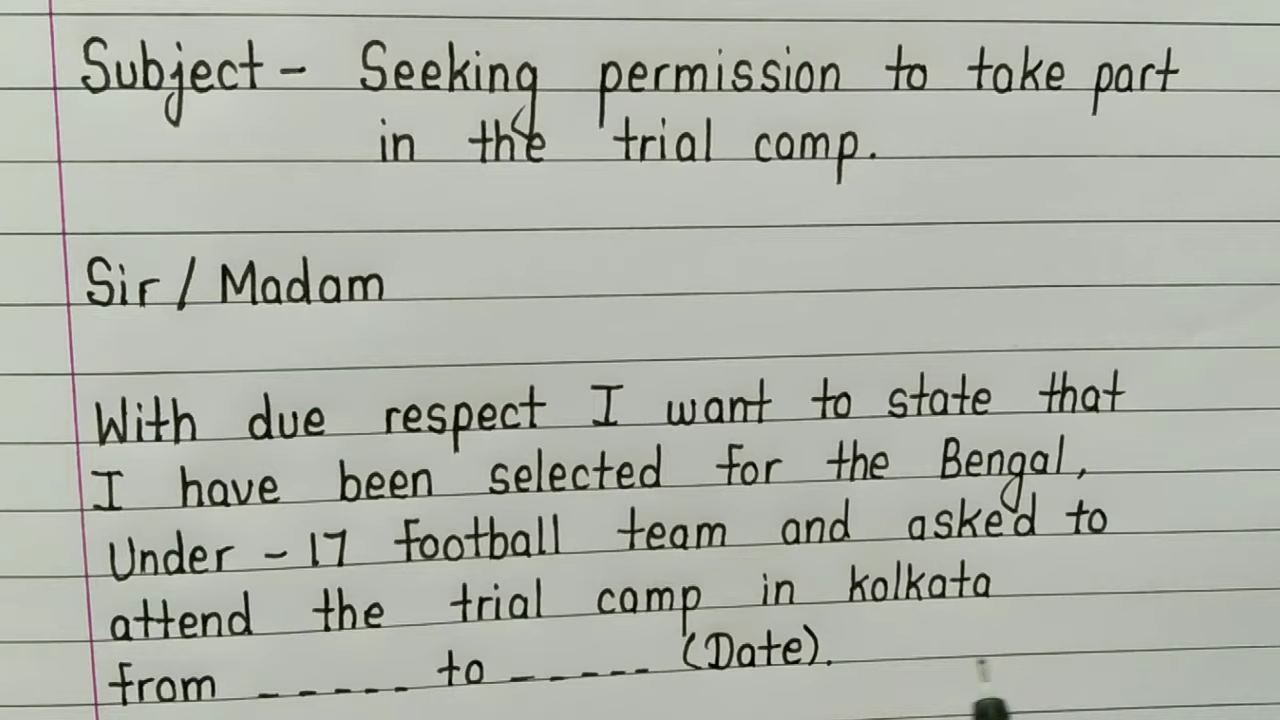 Subject - Seeking permission to take part
in the trial camp.
Sir / Madam
With due respect I want to state that
I have been selected for the Bengal,
Under - 17 football team and asked to
attend the trial camp in kolkata
from _ _ _ _ _ to _ _ _ _ _ (Date).